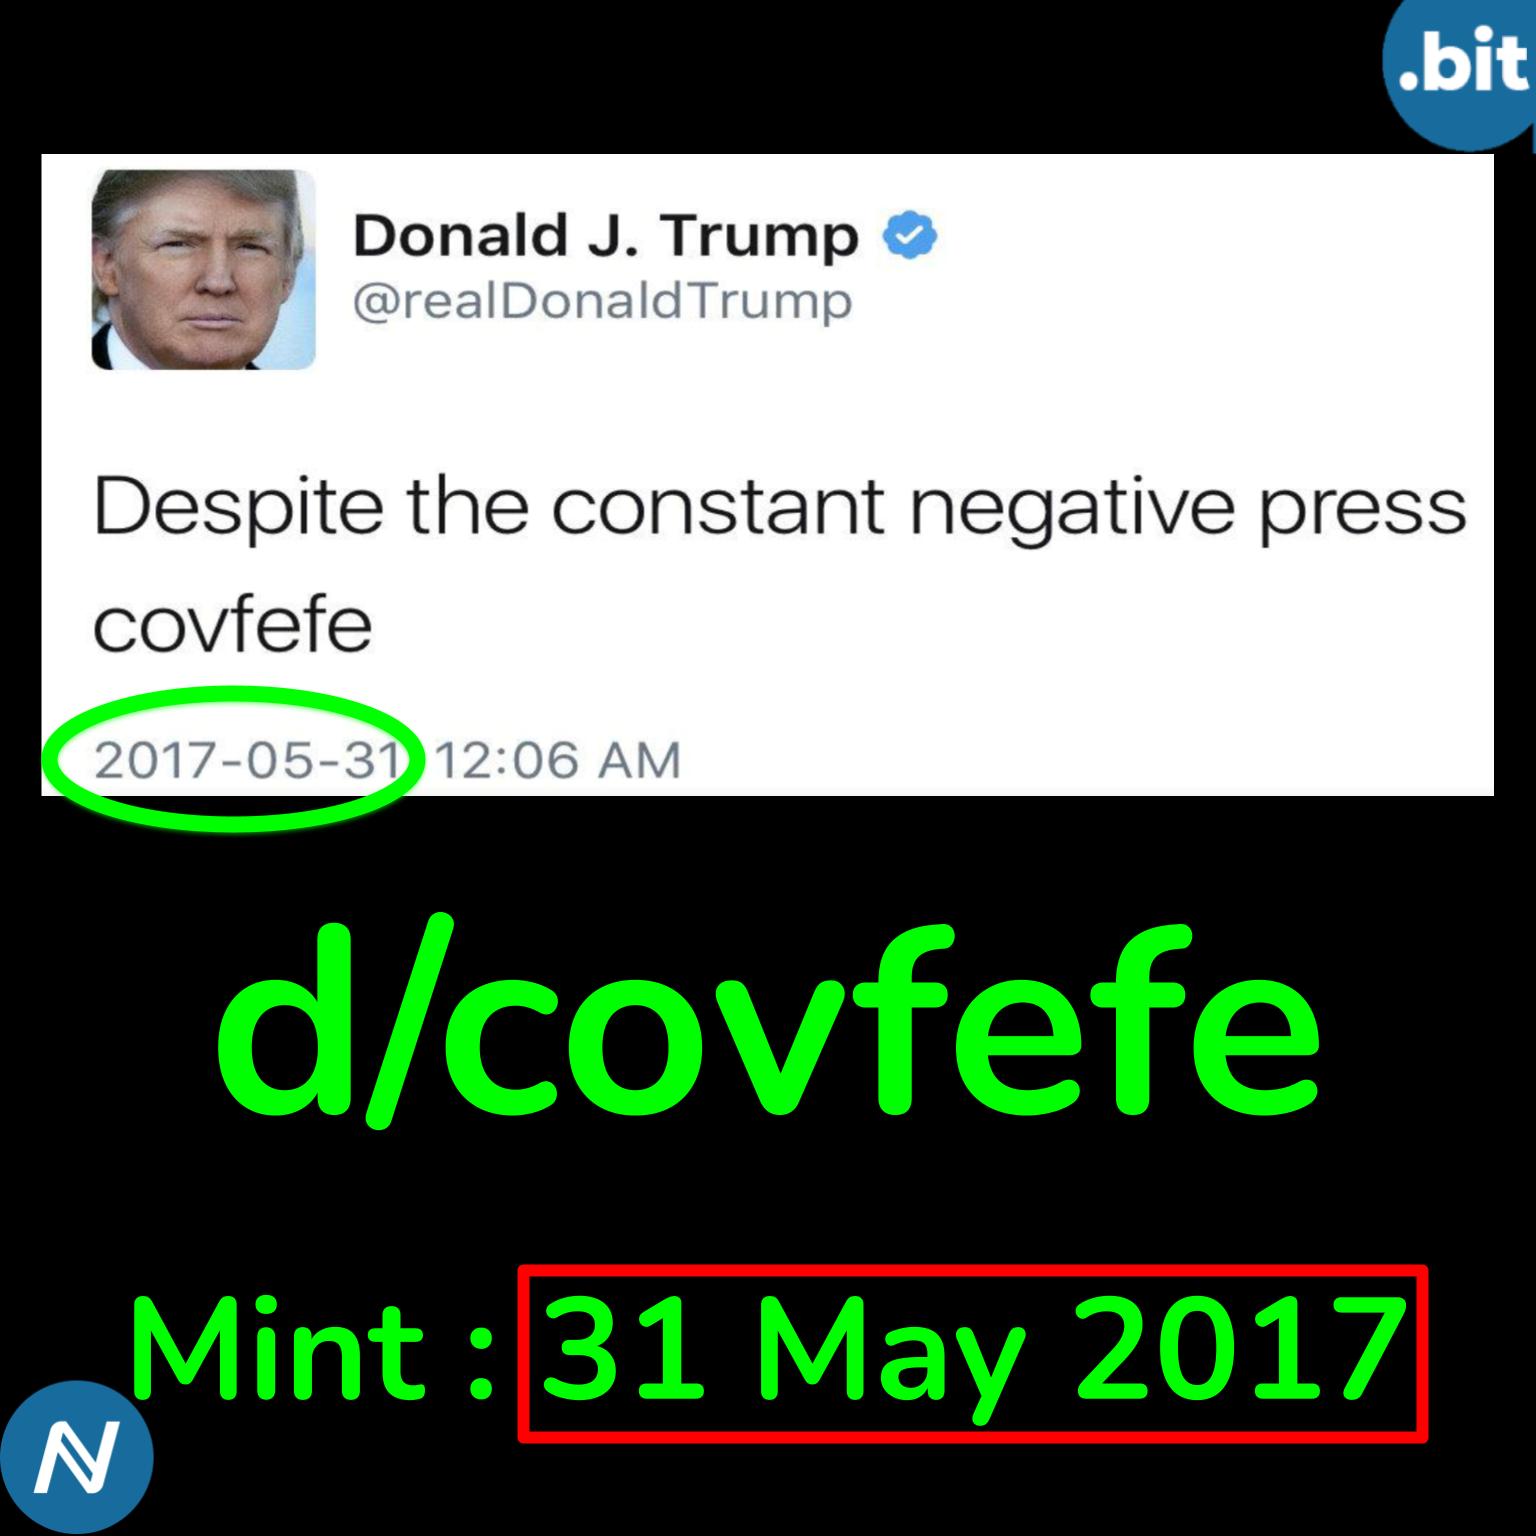 .bit
Donald J. Trump
@realDonaldTrump
Despite the constant negative press
covfefe
2017-05-31 12:06 AM
d/covfefe
Mint : 31 May 2017
N